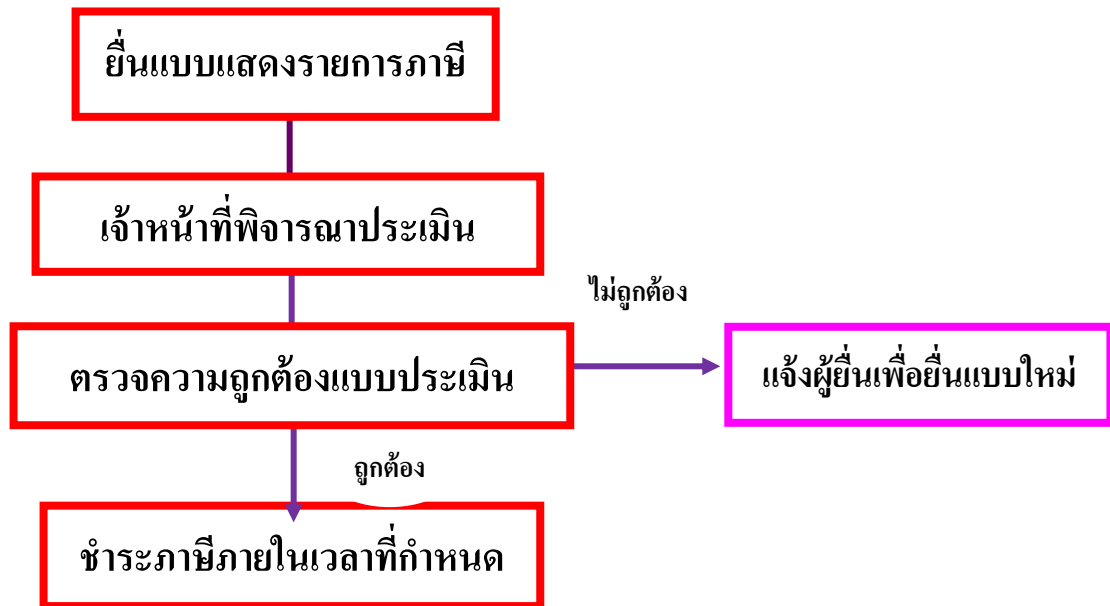 ยื่นแบบแสดงรายการภาษี
เจ้าหน้าที่พิจารณาประเมิน
ไม่ถูกต้อง
ตรวจความถูกต้องแบบประเมิน
แจ้งผู้ยื่นเพื่อยื่นแบบใหม่
ถูกต้อง
ชำระภาษีภายในเวลาที่กำหนด